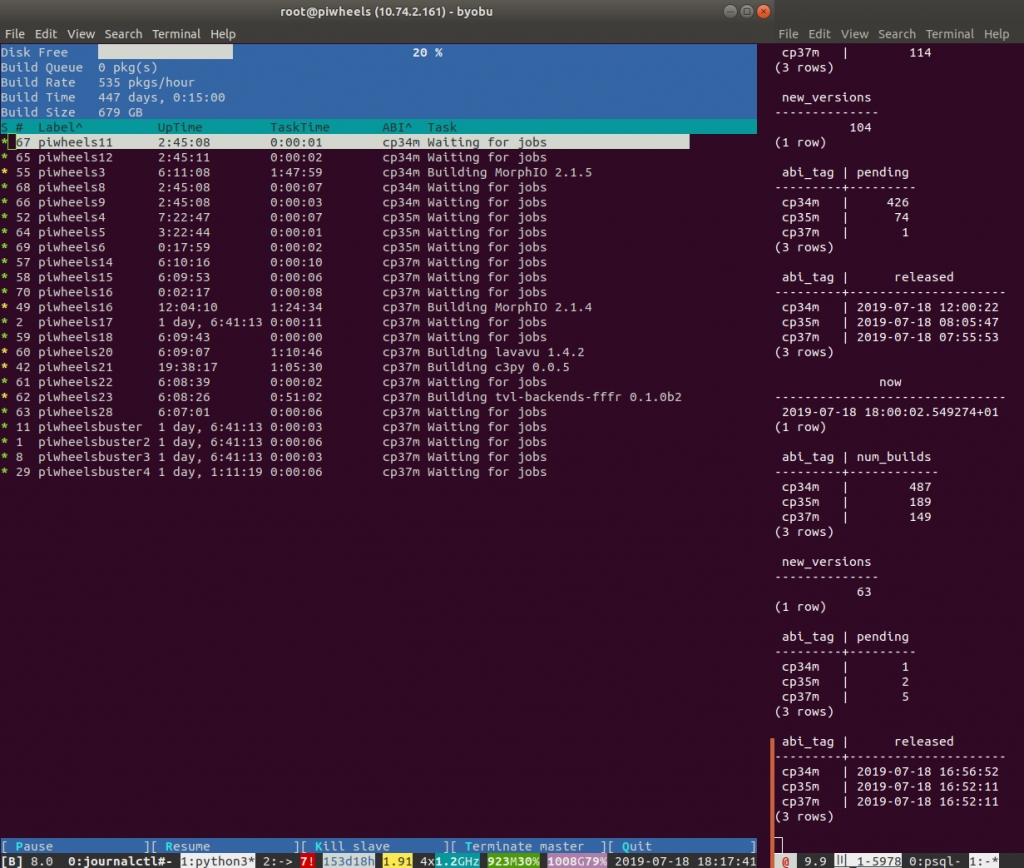 root@piwheels (10.74.2.161) - byobu
File Edit View Search Terminal Help
Disk Free 20 %
Build Queue 0 pkg(s)
Build Rate 535 pkgs/hour
Build Time 447 days, 0:15:00
Build Size 679 GB
S # Label^ UpTime TaskTime ABI^ Task
* 67 piwheels11 2:45:08 0:00:01 cp34m Waiting for jobs
* 65 piwheels12 2:45:11 0:00:02 cp34m Waiting for jobs
* 55 piwheels3 6:11:08 1:47:59 cp34m Building MorphIO 2.1.5
* 68 piwheels8 2:45:08 0:00:07 cp34m Waiting for jobs
* 66 piwheels9 2:45:08 0:00:03 cp34m Waiting for jobs
* 52 piwheels4 7:22:47 0:00:07 cp35m Waiting for jobs
* 64 piwheels5 3:22:44 0:00:01 cp35m Waiting for jobs
* 69 piwheels6 0:17:59 0:00:02 cp35m Waiting for jobs
* 57 piwheels14 6:10:16 0:00:10 cp37m Waiting for jobs
* 58 piwheels15 6:09:53 0:00:06 cp37m Waiting for jobs
* 70 piwheels16 0:02:17 0:00:08 cp37m Waiting for jobs
* 49 piwheels16 12:04:10 1:24:34 cp37m Building MorphIO 2.1.4
* 2 piwheels17 1 day, 6:41:13 0:00:11 cp37m Waiting for jobs
* 59 piwheels18 6:09:43 0:00:00 cp37m Waiting for jobs
* 60 piwheels20 6:09:07 1:10:46 cp37m Building lavavu 1.4.2
* 42 piwheels21 19:38:17 1:05:30 cp37m Building c3py 0.0.5
* 61 piwheels22 6:08:39 0:00:02 cp37m Waiting for jobs
* 62 piwheels23 6:08:26 0:51:02 cp37m Building tvl-backends-fffr 0.1.0b2
* 63 piwheels28 6:07:01 0:00:06 cp37m Waiting for jobs
* 11 piwheelsbuster 1 day, 6:41:13 0:00:03 cp37m Waiting for jobs
* 1 piwheelsbuster2 1 day, 6:41:13 0:00:06 cp37m Waiting for jobs
* 8 piwheelsbuster3 1 day, 6:41:13 0:00:03 cp37m Waiting for jobs
* 29 piwheelsbuster4 1 day, 1:11:19 0:00:06 cp37m Waiting for jobs
[ Pause ][ Resume ][ Kill slave ][ Terminate master ][ Quit ]
[B] 8.0 0:journalctl#- 1:python3* 2:-> 7! 153d18h 1.91 4x1.2GHz 923M30% 1008G79% 2019-07-18 18:17:41
File Edit View Search Terminal Help
cp37m | 114
(3 rows)
new_versions
--------------
104
(1 row)
abi_tag | pending
---------+---------
cp34m | 426
cp35m | 74
cp37m | 1
(3 rows)
abi_tag | released
---------+---------------------
cp34m | 2019-07-18 12:00:22
cp35m | 2019-07-18 08:05:47
cp37m | 2019-07-18 07:55:53
(3 rows)
now
-------------------------------
2019-07-18 18:00:02.549274+01
(1 row)
abi_tag | num_builds
---------+------------
cp34m | 487
cp35m | 189
cp37m | 149
(3 rows)
new_versions
--------------
63
(1 row)
abi_tag | pending
---------+---------
cp34m | 1
cp35m | 2
cp37m | 5
(3 rows)
abi_tag | released
---------+---------------------
cp34m | 2019-07-18 16:56:52
cp35m | 2019-07-18 16:52:11
cp37m | 2019-07-18 16:52:11
(3 rows)
@ 9.9 1-5978 0:psql- 1:-*